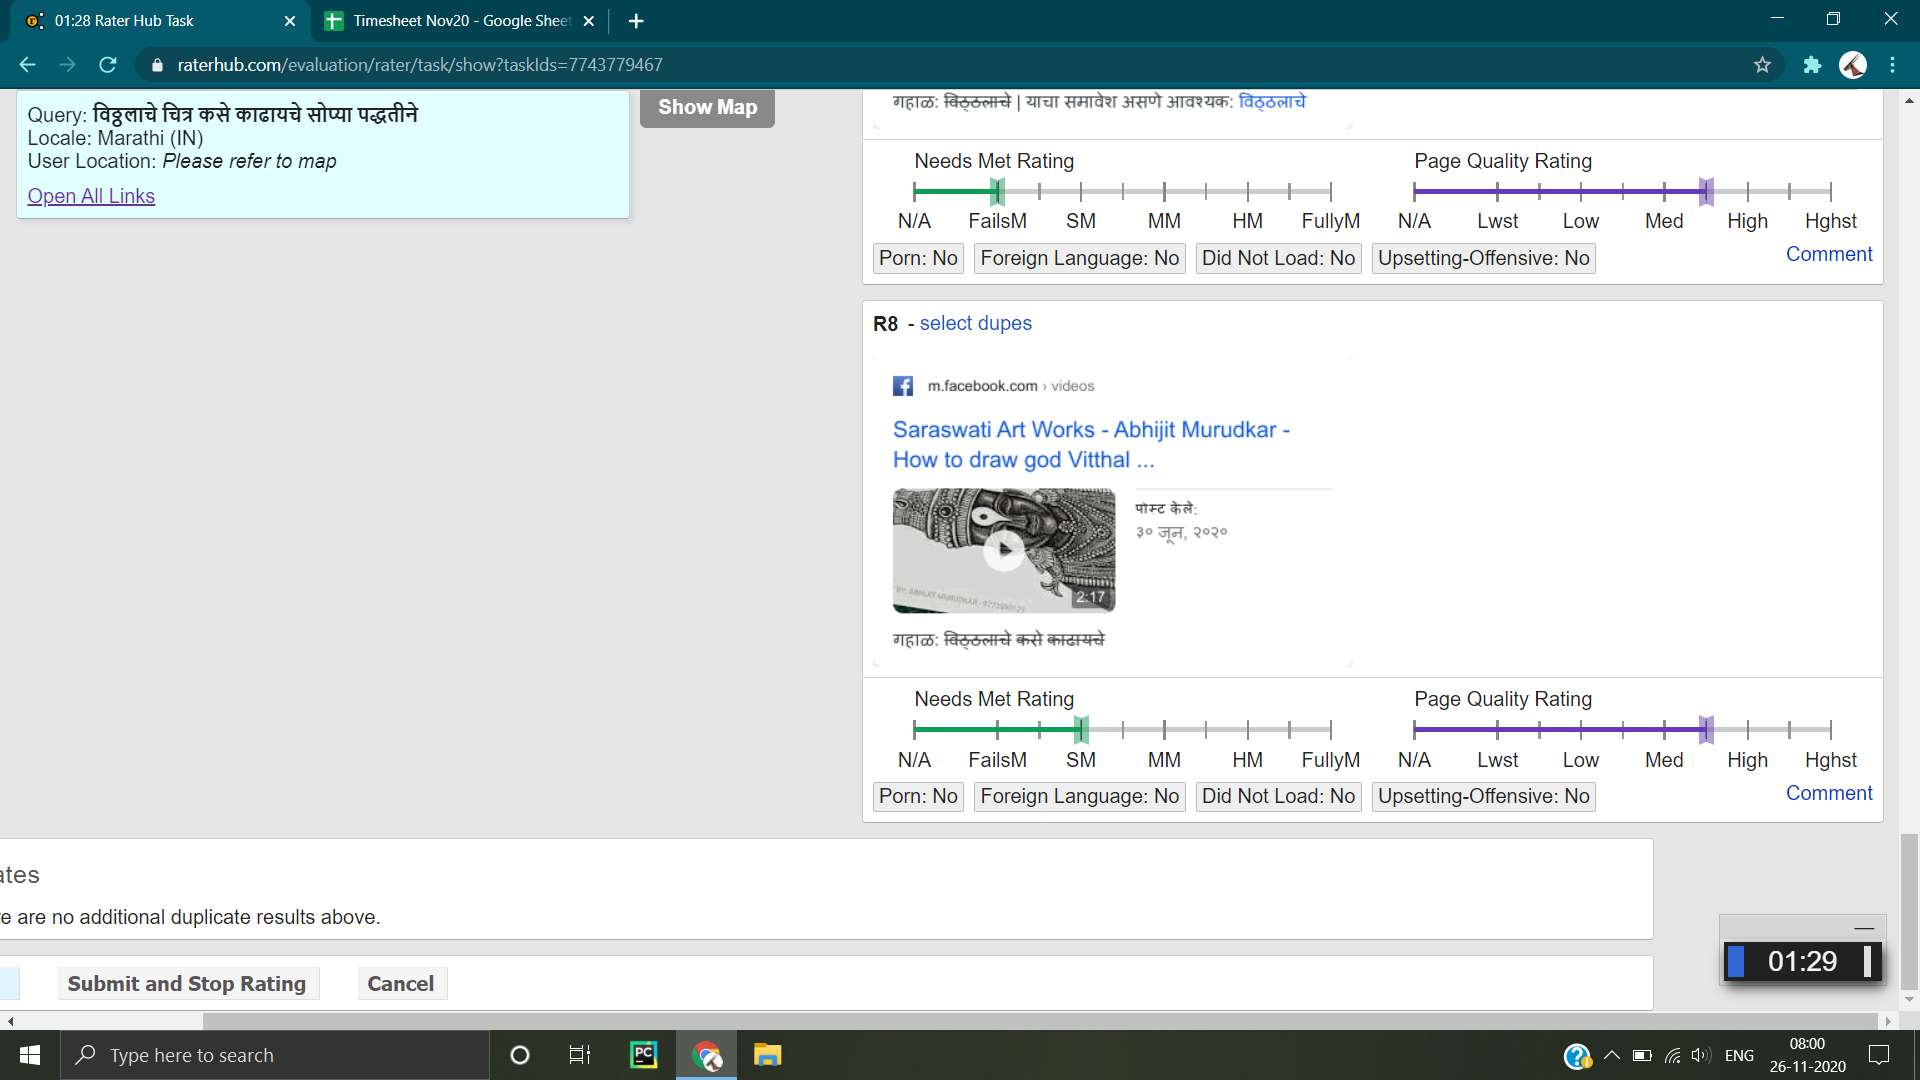 01:28 Rater Hub Task
Timesheet Nov20 - Google Sheet
raterhub.com/evaluation/rater/task/show?taskIds=7743779467
Query: विठ्ठलाचे चित्र कसे काढायचे सोप्या पद्धतीने
Locale: Marathi (IN)
User Location: Please refer to map
Open All Links
Show Map
गहाळ: विठ्ठलाचे | याचा समावेश असणे आवश्यक: विठ्ठलाचे
Needs Met Rating
Page Quality Rating
N/A FailsM SM MM HM FullyM
N/A Lwst Low Med High Hghst
Porn: No Foreign Language: No Did Not Load: No Upsetting-Offensive: No
Comment
R8 - select dupes
m.facebook.com › videos
Saraswati Art Works - Abhijit Murudkar -
How to draw god Vitthal ...
पोस्ट केले:
३० जून, २०२०
2:17
गहाळ: विठ्ठलाचे कसे काढायचे
Needs Met Rating
Page Quality Rating
N/A FailsM SM MM HM FullyM
N/A Lwst Low Med High Hghst
Porn: No Foreign Language: No Did Not Load: No Upsetting-Offensive: No
Comment
ates
e are no additional duplicate results above.
Submit and Stop Rating
Cancel
01:29
Type here to search
PC
ENG
08:00
26-11-2020